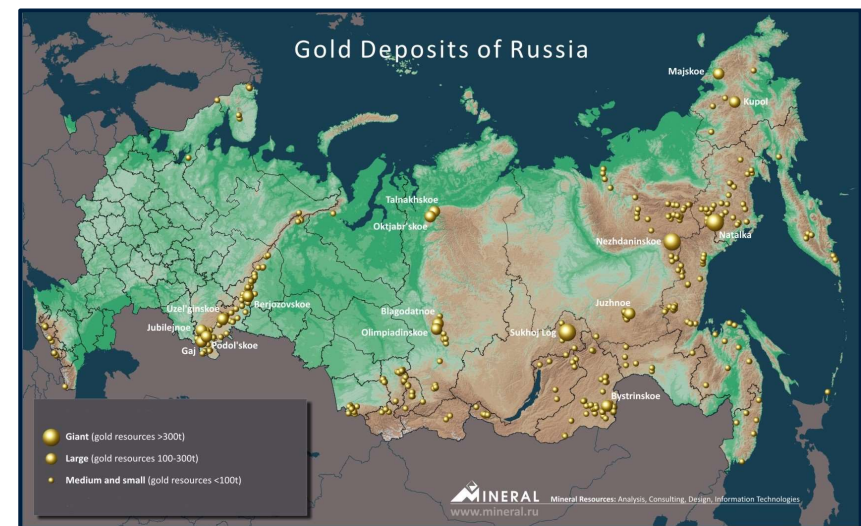 Gold Deposits of Russia
Majskoe
Kupol
Talnakhskoe
Oktjabr'skoe
Natalka
Nezhdaninskoe
Uzel'ginskoe
Berjozovskoe
Blagodatnoe
Juzhnoe
Jubilejnoe
Olimpiadinskoe
Sukhoj Log
Gaj
Podol'skoe
Bystrinskoe
Giant (gold resources >300t)
Large (gold resources 100-300t)
Medium and small (gold resources <100t)
MINERAL Mineral Resources: Analysis, Consulting, Design, Information Technologies
www.mineral.ru